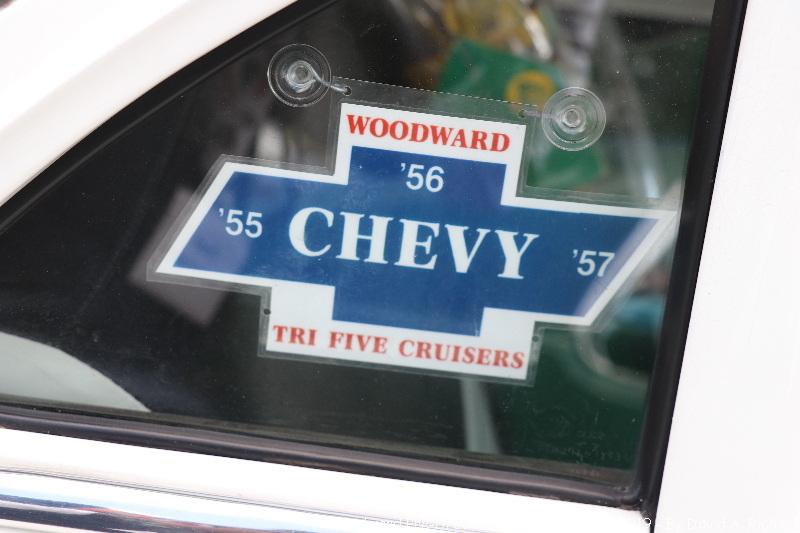 WOODWARD
'56
'55 CHEVY '57
TRI FIVE CRUISERS